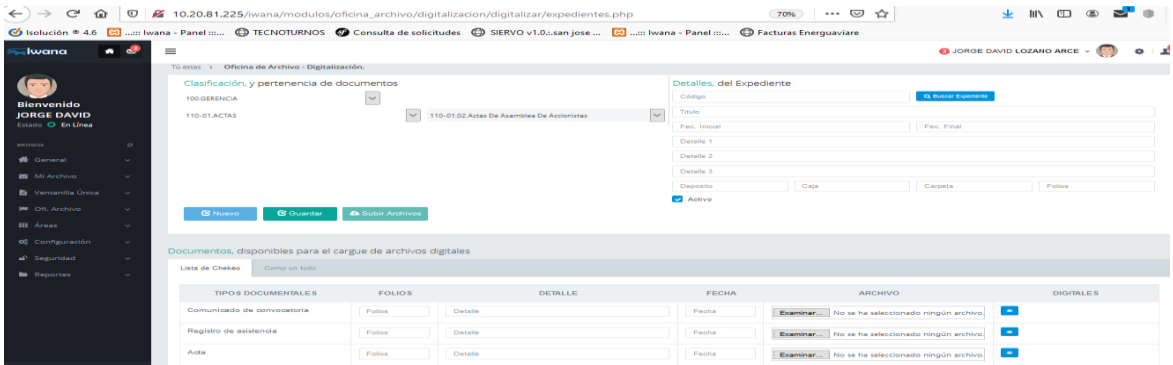 10.20.81.225/iwana/modulos/oficina_archivo/digitalizacion/digitalizar/expedientes.php 70%
Isolución ® 4.6 ...::: Iwana - Panel :::... TECNOTURNOS Consulta de solicitudes SIERVO v1.0.:.san jose ... ...::: Iwana - Panel :::... Facturas Energuaviare
Iwana JORGE DAVID LOZANO ARCE
Tú estas > Oficina de Archivo - Digitalización.
Bienvenido
JORGE DAVID
Estado En Línea
BROWSE
General
Mi Archivo
Ventanilla Única
Ofi. Archivo
Áreas
Configuración
Seguridad
Reportes
Clasificación, y pertenencia de documentos
100.GERENCIA
110-01.ACTAS 110-01.02.Actas De Asamblea De Accionistas
Nuevo Guardar Subir Archivos
Detalles, del Expediente
Código Buscar Expediente
Titulo
Fec. Inicial Fec. Final
Detalle 1
Detalle 2
Detalle 3
Deposito Caja Carpeta Folios
Activo
Documentos, disponibles para el cargue de archivos digitales
Lista de Chekeo Como un todo
TIPOS DOCUMENTALES FOLIOS DETALLE FECHA ARCHIVO DIGITALES
Comunicado de convocatoria Folios Detalle Fecha Examinar... No se ha seleccionado ningún archivo.
Registro de asistencia Folios Detalle Fecha Examinar... No se ha seleccionado ningún archivo.
Acta Folios Detalle Fecha Examinar... No se ha seleccionado ningún archivo.